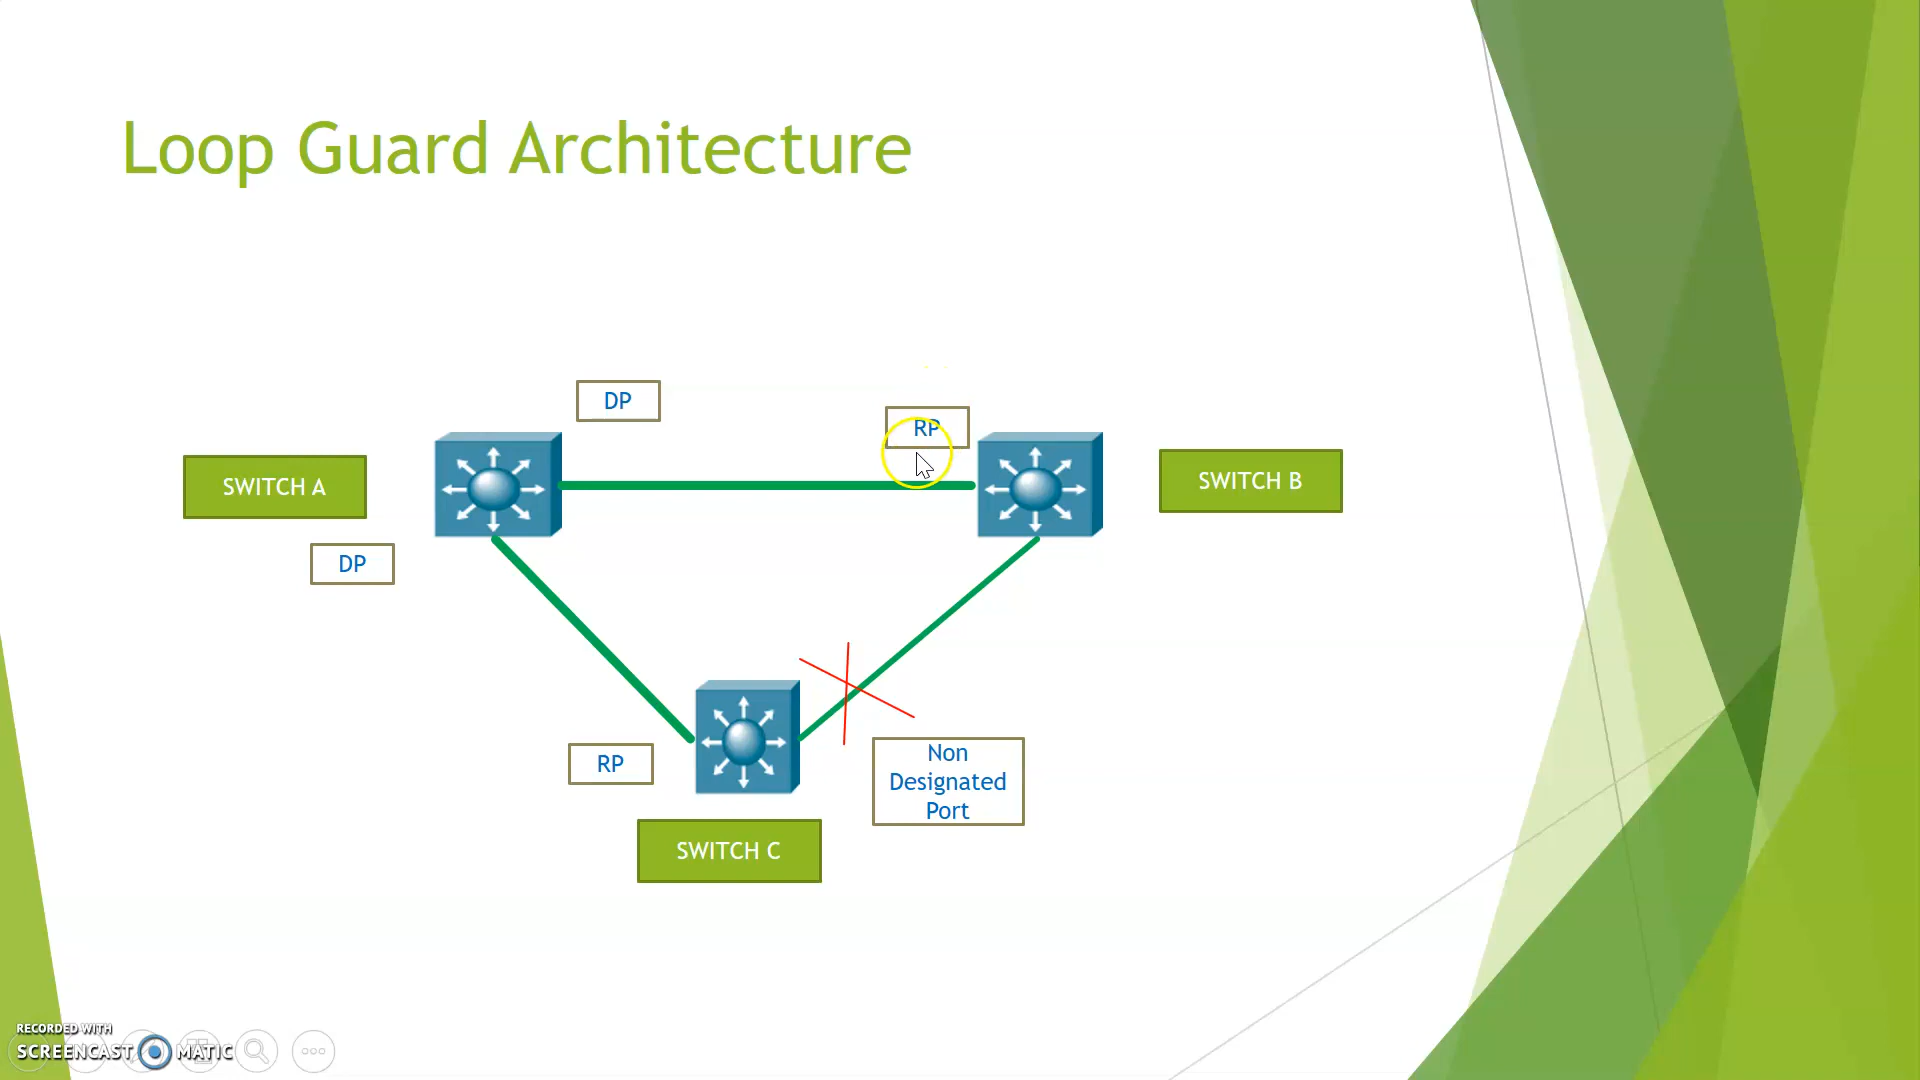 Loop Guard Architecture
DP
RP
SWITCH A
SWITCH B
DP
RP
Non
Designated
Port
SWITCH C
RECORDED WITH
SCREENCAST MATIC